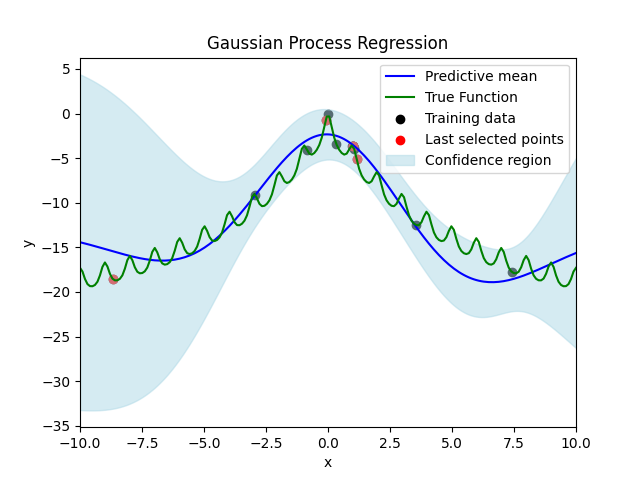 Gaussian Process Regression
Predictive mean
True Function
Training data
Last selected points
Confidence region
y
5
0
−5
−10
−15
−20
−25
−30
−35
−10.0 −7.5 −5.0 −2.5 0.0 2.5 5.0 7.5 10.0
x